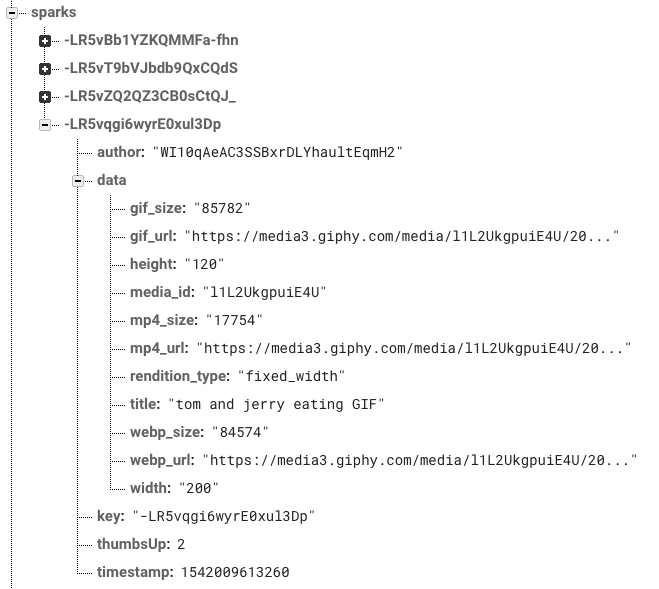 sparks
-LR5vBb1YZKQMMFa-fhn
-LR5vT9bVJbdb9QxCQdS
-LR5vZQ2QZ3CB0sCtQJ_
-LR5vqgi6wyrE0xul3Dp
author: "WI10qAeAC3SSBxrDLYhaultEqmH2"
data
gif_size: "85782"
gif_url: "https://media3.giphy.com/media/l1L2UkgpuiE4U/20..."
height: "120"
media_id: "l1L2UkgpuiE4U"
mp4_size: "17754"
mp4_url: "https://media3.giphy.com/media/l1L2UkgpuiE4U/20..."
rendition_type: "fixed_width"
title: "tom and jerry eating GIF"
webp_size: "84574"
webp_url: "https://media3.giphy.com/media/l1L2UkgpuiE4U/20..."
width: "200"
key: "-LR5vqgi6wyrE0xul3Dp"
thumbsUp: 2
timestamp: 1542009613260